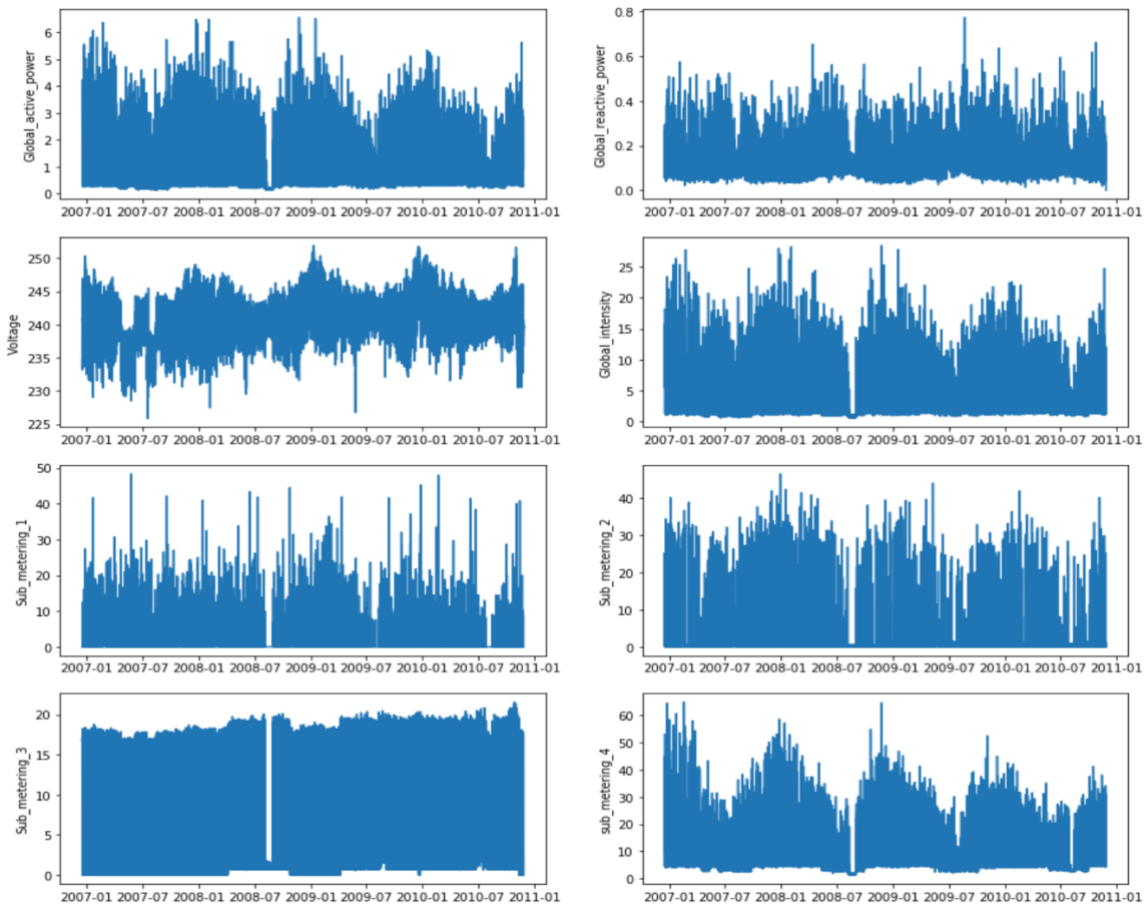 Global_active_power
6
5
4
3
2
1
0
2007-01 2007-07 2008-01 2008-07 2009-01 2009-07 2010-01 2010-07 2011-01
Global_reactive_power
0.8
0.6
0.4
0.2
0.0
2007-01 2007-07 2008-01 2008-07 2009-01 2009-07 2010-01 2010-07 2011-01
Voltage
250
245
240
235
230
225
2007-01 2007-07 2008-01 2008-07 2009-01 2009-07 2010-01 2010-07 2011-01
Global_intensity
25
20
15
10
5
0
2007-01 2007-07 2008-01 2008-07 2009-01 2009-07 2010-01 2010-07 2011-01
Sub_metering_1
50
40
30
20
10
0
2007-01 2007-07 2008-01 2008-07 2009-01 2009-07 2010-01 2010-07 2011-01
Sub_metering_2
40
30
20
10
0
2007-01 2007-07 2008-01 2008-07 2009-01 2009-07 2010-01 2010-07 2011-01
Sub_metering_3
20
15
10
5
0
2007-01 2007-07 2008-01 2008-07 2009-01 2009-07 2010-01 2010-07 2011-01
sub_metering_4
60
50
40
30
20
10
0
2007-01 2007-07 2008-01 2008-07 2009-01 2009-07 2010-01 2010-07 2011-01